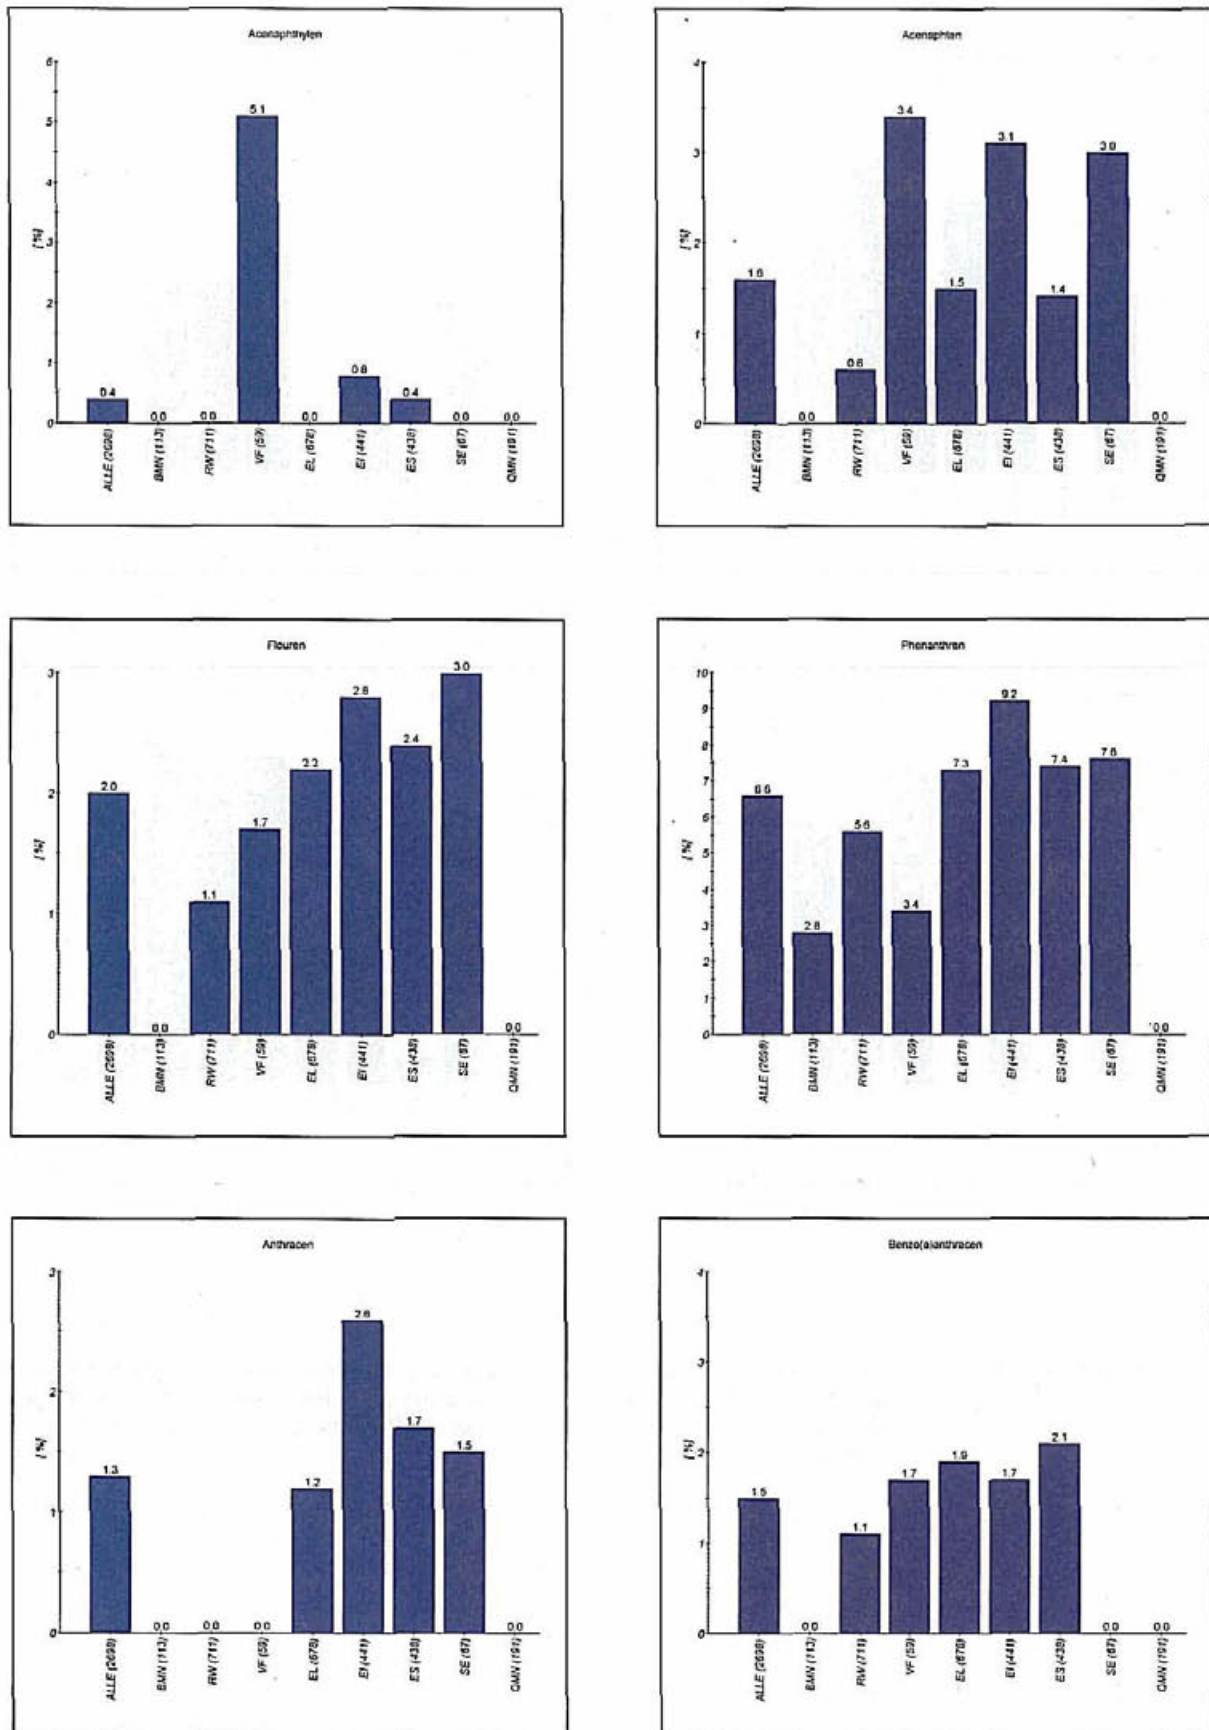 Acenaphthylen
6
5
4
3
2
1
0
[%]
0.4
0.0
0.0
5.1
0.0
0.8
0.4
0.0
0.0
ALLE (2698)
BMN (113)
RW (711)
VF (59)
EL (678)
EI (441)
ES (438)
SE (67)
QMN (191)
Acenaphten
4
3
2
1
0
[%]
1.6
0.0
0.6
3.4
1.5
3.1
1.4
3.0
0.0
ALLE (2698)
BMN (113)
RW (711)
VF (59)
EL (678)
EI (441)
ES (438)
SE (67)
QMN (191)
Flouren
3
2
1
0
[%]
2.0
0.0
1.1
1.7
2.2
2.8
2.4
3.0
0.0
ALLE (2698)
BMN (113)
RW (711)
VF (59)
EL (678)
EI (441)
ES (438)
SE (67)
QMN (191)
Phenanthren
10
9
8
7
6
5
4
3
2
1
0
[%]
6.6
2.8
5.6
3.4
7.3
9.2
7.4
7.6
0.0
ALLE (2698)
BMN (113)
RW (711)
VF (59)
EL (678)
EI (441)
ES (438)
SE (67)
QMN (191)
Anthracen
3
2
1
0
[%]
1.3
0.0
0.0
0.0
1.2
2.6
1.7
1.5
0.0
ALLE (2698)
BMN (113)
RW (711)
VF (59)
EL (678)
EI (441)
ES (438)
SE (67)
QMN (191)
Benzo(a)anthracen
4
3
2
1
0
[%]
1.5
0.0
1.1
1.7
1.9
1.7
2.1
0.0
0.0
ALLE (2698)
BMN (113)
RW (711)
VF (59)
EL (678)
EI (441)
ES (438)
SE (67)
QMN (191)